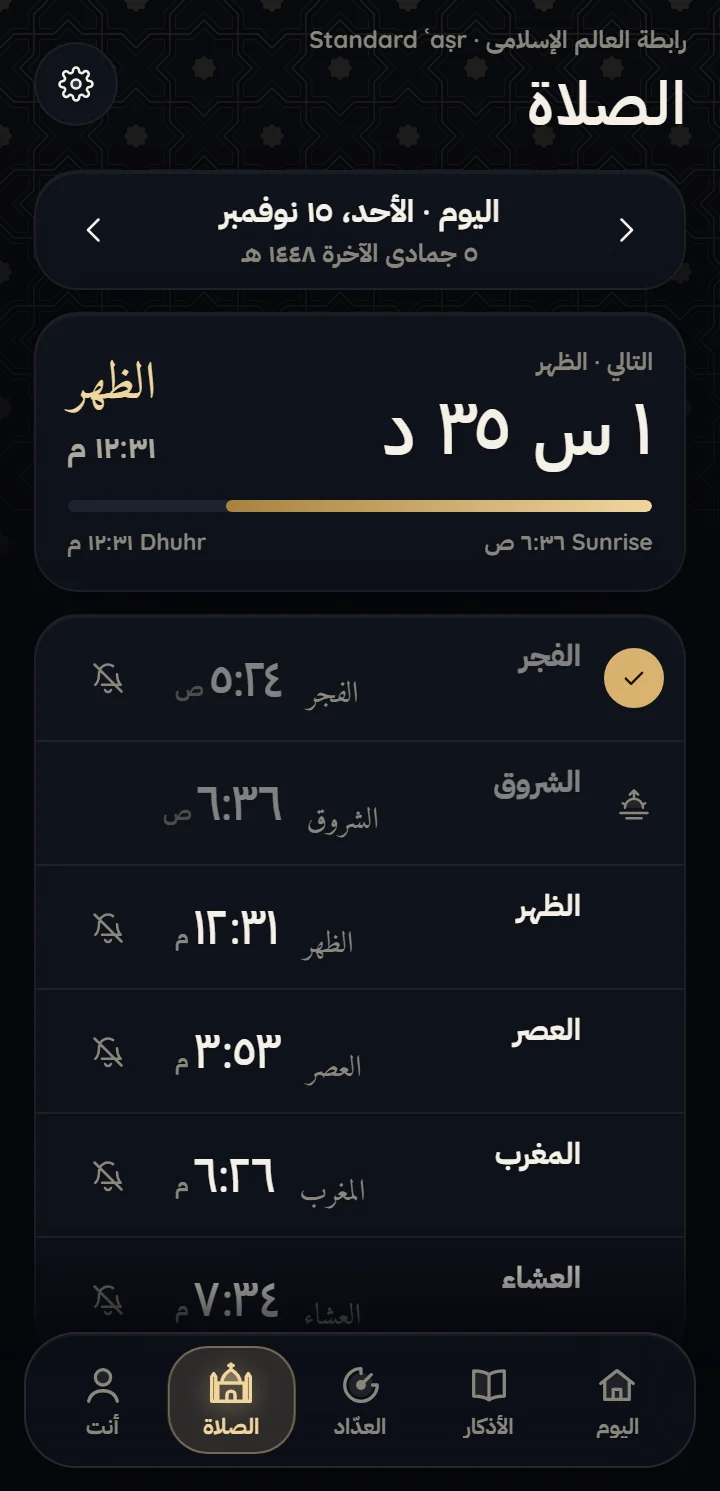 رابطة العالم الإسلامي · Standard ʿaṣr
الصلاة
اليوم · الأحد، ١٥ نوفمبر
٥ جمادى الآخرة ١٤٤٨ هـ
التالي · الظهر
١ س ٣٥ د
الظهر
١٢:٣١ م
Sunrise ٦:٣٦ ص
Dhuhr ١٢:٣١ م
الفجر
الفجر ٥:٢٤ ص
الشروق
الشروق ٦:٣٦ ص
الظهر
الظهر ١٢:٣١ م
العصر
العصر ٣:٥٣ م
المغرب
المغرب ٦:٢٦ م
العشاء
العشاء ٧:٣٤ م
اليوم
الأذكار
العدّاد
الصلاة
أنت